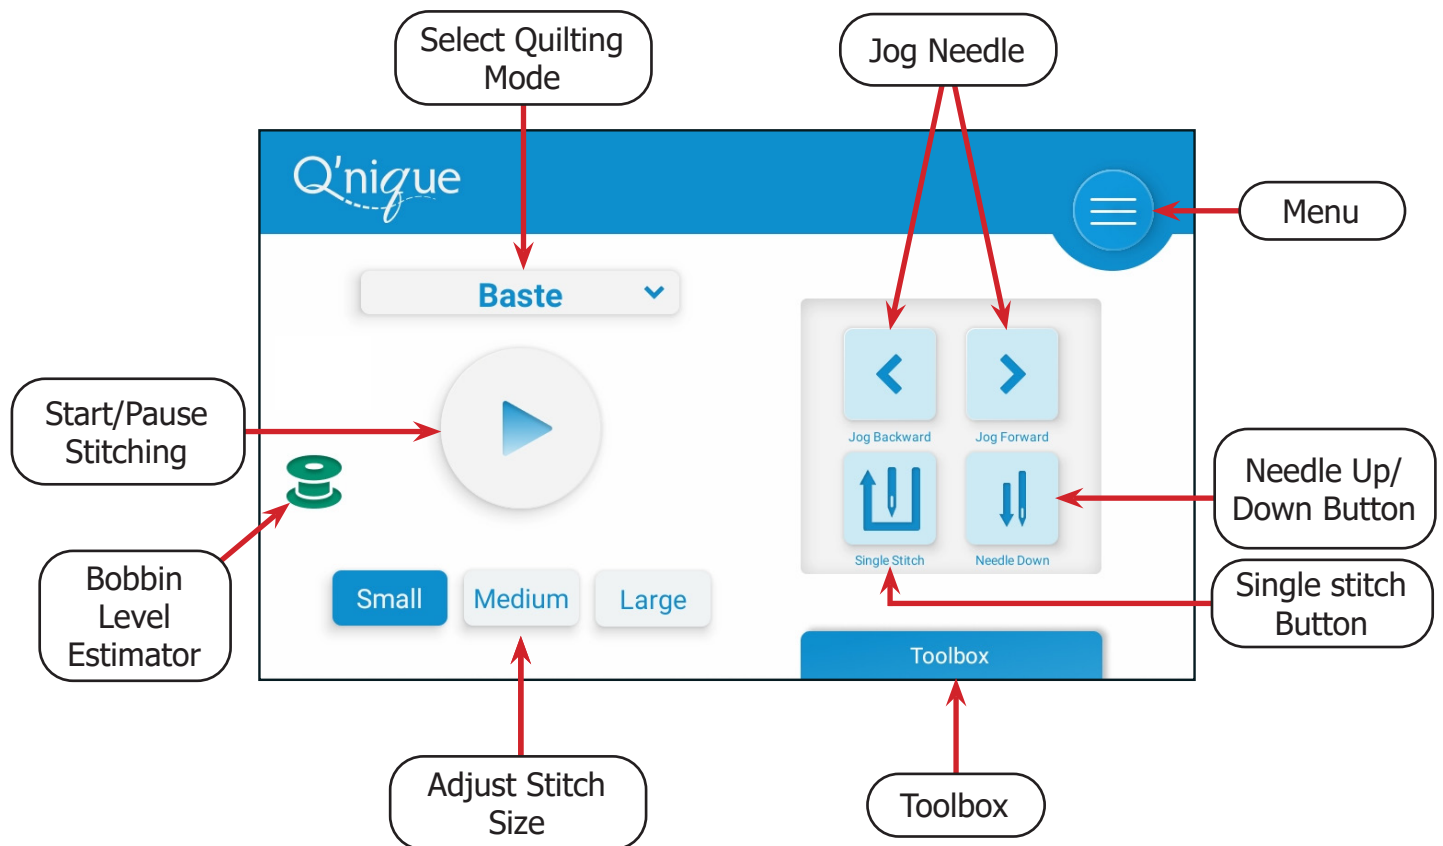 Select Quilting
Mode
Jog Needle
Q'nique
Menu
Baste
Start/Pause
Stitching
Jog Backward
Jog Forward
Needle Up/
Down Button
Single Stitch
Needle Down
Bobbin
Level
Estimator
Small
Medium
Large
Single stitch
Button
Toolbox
Adjust Stitch
Size
Toolbox